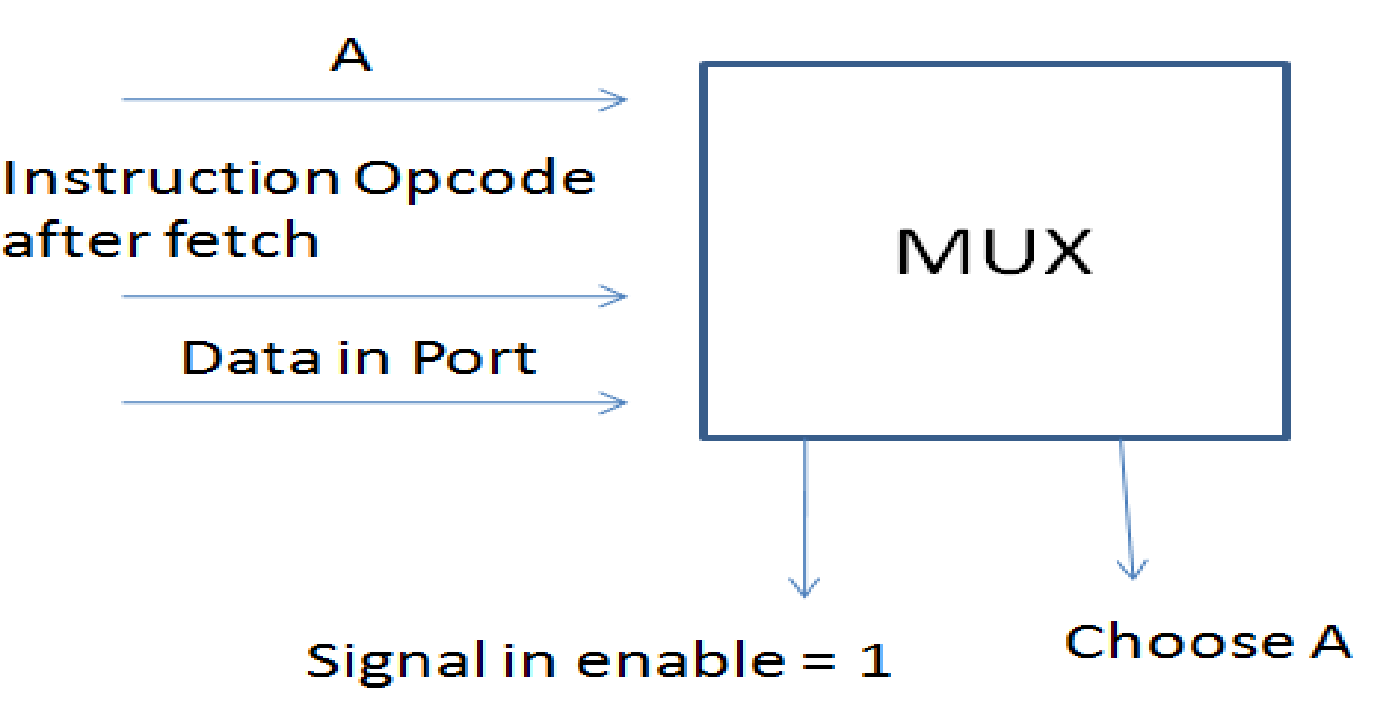 A
Instruction Opcode
after fetch
Data in Port
MUX
Signal in enable = 1
Choose A